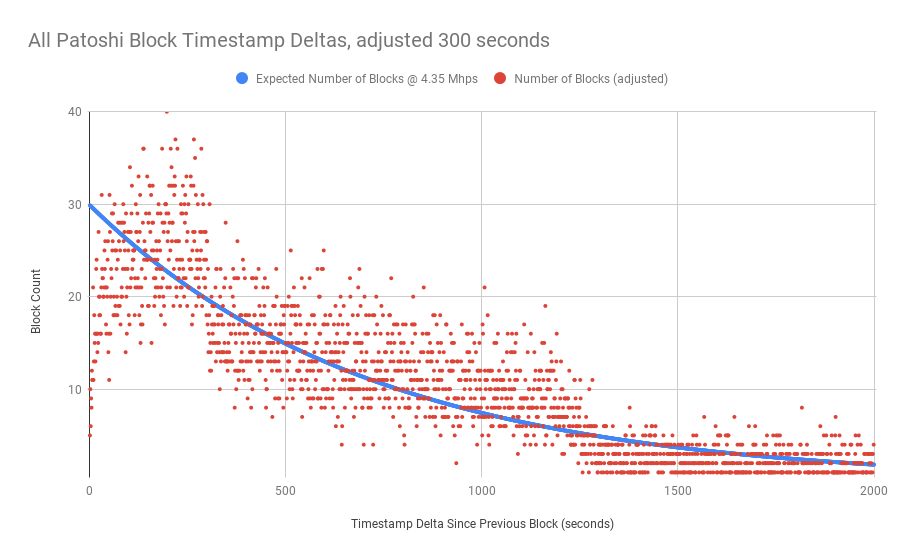 All Patoshi Block Timestamp Deltas, adjusted 300 seconds
Expected Number of Blocks @ 4.35 Mhps
Number of Blocks (adjusted)
40
30
20
10
Block Count
0
500
1000
1500
2000
Timestamp Delta Since Previous Block (seconds)